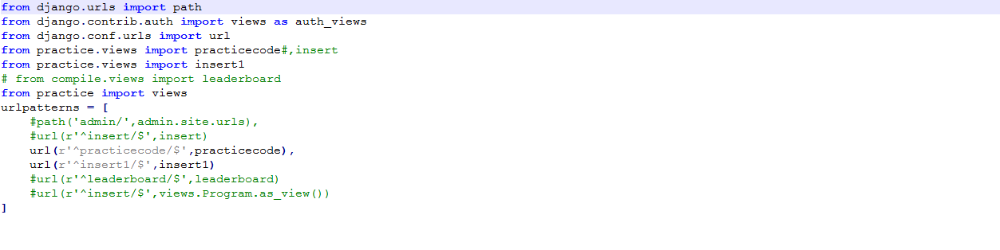 from django.urls import path
from django.contrib.auth import views as auth_views
from django.conf.urls import url
from practice.views import practicecode#,insert
from practice.views import insert1
# from compile.views import leaderboard
from practice import views
urlpatterns = [
    #path('admin/',admin.site.urls),
    #url(r'^insert/$',insert)
    url(r'^practicecode/$',practicecode),
    url(r'^insert1/$',insert1)
    #url(r'^leaderboard/$',leaderboard)
    #url(r'^insert/$',views.Program.as_view())
]